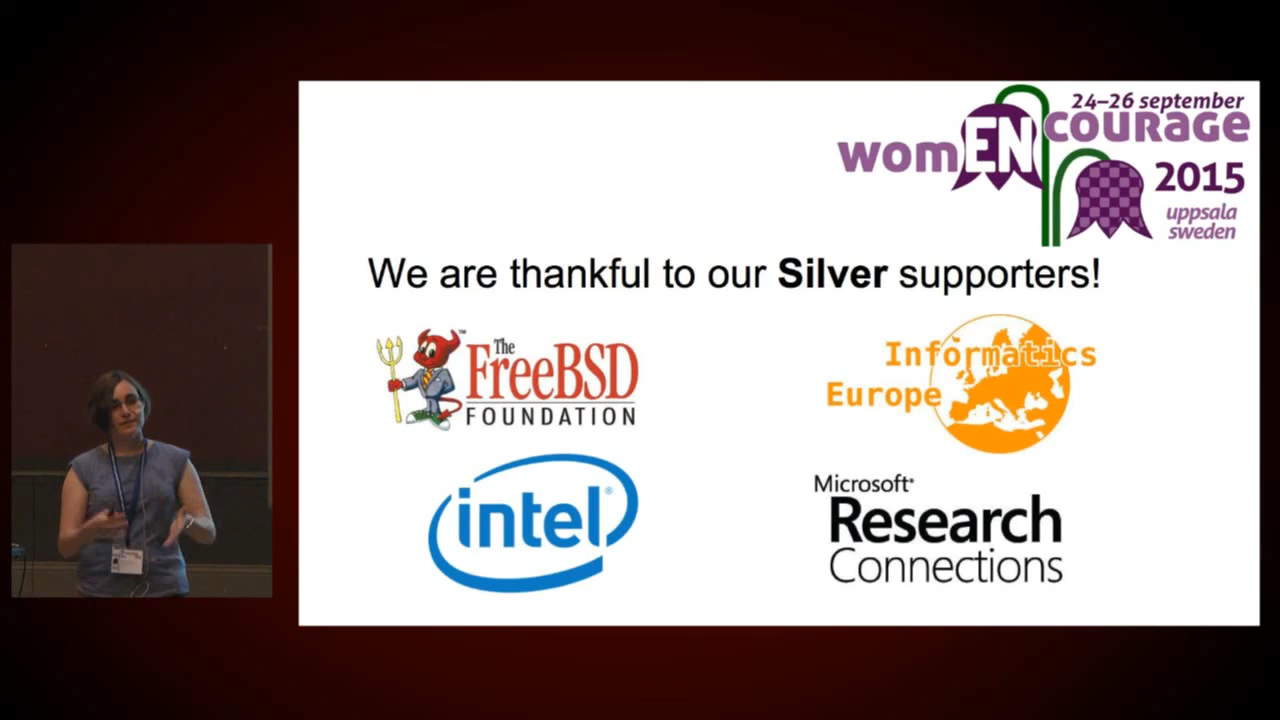 24–26 september
womENCOURAGE
2015
uppsala
sweden
We are thankful to our Silver supporters!
The
FreeBSD™
FOUNDATION
Informatics
Europe
intel®
Microsoft®
Research
Connections